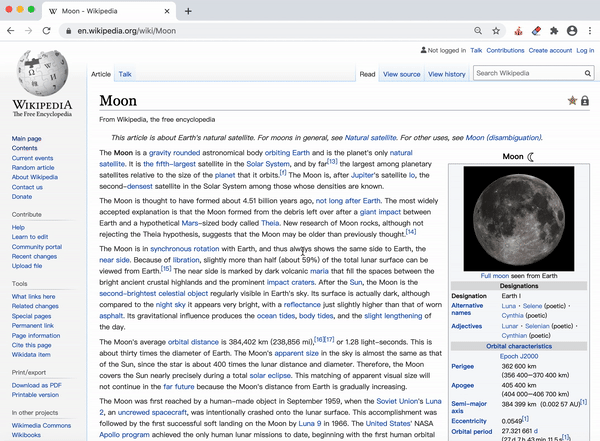 Moon - Wikipedia
en.wikipedia.org/wiki/Moon
Not logged in Talk Contributions Create account Log in
Article Talk Read View source View history Search Wikipedia
WIKIPEDIA
The Free Encyclopedia
Main page
Contents
Current events
Random article
About Wikipedia
Contact us
Donate
Contribute
Help
Learn to edit
Community portal
Recent changes
Upload file
Tools
What links here
Related changes
Special pages
Permanent link
Page information
Cite this page
Wikidata item
Print/export
Download as PDF
Printable version
In other projects
Wikimedia Commons
Wikivoyage
Moon
From Wikipedia, the free encyclopedia
This article is about Earth's natural satellite. For moons in general, see Natural satellite. For other uses, see Moon (disambiguation).
The Moon is a gravity rounded astronomical body orbiting Earth and is the planet's only natural
satellite. It is the fifth-largest satellite in the Solar System, and by far[13] the largest among planetary
satellites relative to the size of the planet that it orbits.[f] The Moon is, after Jupiter's satellite Io, the
second-densest satellite in the Solar System among those whose densities are known.
The Moon is thought to have formed about 4.51 billion years ago, not long after Earth. The most widely
accepted explanation is that the Moon formed from the debris left over after a giant impact between
Earth and a hypothetical Mars-sized body called Theia. New research of Moon rocks, although not
rejecting the Theia hypothesis, suggests that the Moon may be older than previously thought.[14]
The Moon is in synchronous rotation with Earth, and thus always shows the same side to Earth, the
near side. Because of libration, slightly more than half (about 59%) of the total lunar surface can be
viewed from Earth.[15] The near side is marked by dark volcanic maria that fill the spaces between the
bright ancient crustal highlands and the prominent impact craters. After the Sun, the Moon is the
second-brightest celestial object regularly visible in Earth's sky. Its surface is actually dark, although
compared to the night sky it appears very bright, with a reflectance just slightly higher than that of worn
asphalt. Its gravitational influence produces the ocean tides, body tides, and the slight lengthening of
the day.
The Moon's average orbital distance is 384,402 km (238,856 mi),[16][17] or 1.28 light-seconds. This is
about thirty times the diameter of Earth. The Moon's apparent size in the sky is almost the same as that
of the Sun, since the star is about 400 times the lunar distance and diameter. Therefore, the Moon
covers the Sun nearly precisely during a total solar eclipse. This matching of apparent visual size will
not continue in the far future because the Moon's distance from Earth is gradually increasing.
The Moon was first reached by a human-made object in September 1959, when the Soviet Union's Luna
2, an uncrewed spacecraft, was intentionally crashed onto the lunar surface. This accomplishment was
followed by the first successful soft landing on the Moon by Luna 9 in 1966. The United States' NASA
Apollo program achieved the only human lunar missions to date, beginning with the first human orbital
Moon
Full moon seen from Earth
Designations
Designation Earth I
Alternative names Luna · Selene (poetic) ·
Cynthia (poetic)
Adjectives Lunar · Selenian (poetic) ·
Cynthian (poetic)
Orbital characteristics
Epoch J2000
Perigee 362 600 km
(356 400–370 400 km)
Apogee 405 400 km
(404 000–406 700 km)
Semi-major axis 384 399 km (0.002 57 AU)[1]
Eccentricity 0.0549[1]
Orbital period 27.321 661 d
(27 d 7 h 43 min 11.5 s[1])